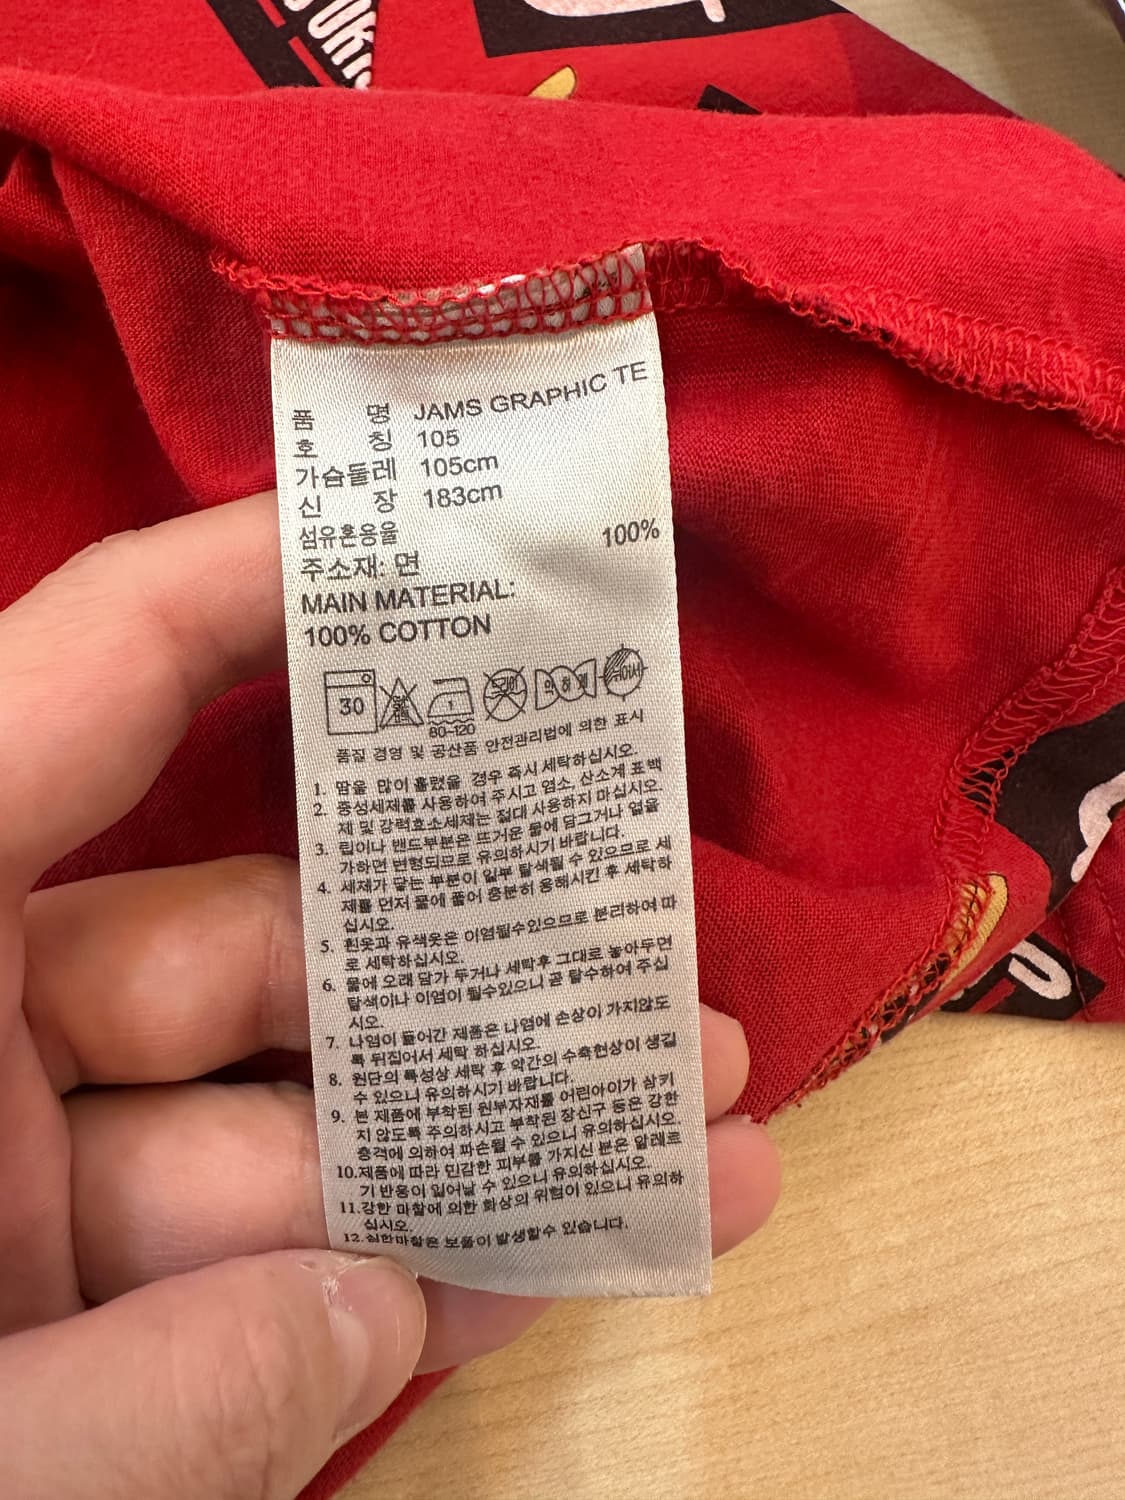 품 명 JAMS GRAPHIC TE
호 칭 105
가슴둘레 105cm
신 장 183cm
섬유혼용율 100%
주소재: 면
MAIN MATERIAL:
100% COTTON
30
80~120
품질 경영 및 공산품 안전관리법에 의한 표시
1. 땀을 많이 흘렸을 경우 즉시 세탁하십시오.
2. 중성세제를 사용하여 주시고 염소, 산소계 표백
제 및 강력효소세제는 절대 사용하지 마십시오.
3. 립이나 밴드부분은 뜨거운 물에 담그거나 열을
가하면 변형되므로 유의하시기 바랍니다.
4. 세제가 닿는 부분이 일부 탈색될 수 있으므로 세
제를 먼저 물에 풀어 충분히 용해시킨 후 세탁하
십시오.
5. 흰옷과 유색옷은 이염될수있으므로 분리하여 따
로 세탁하십시오.
6. 물에 오래 담가 두거나 세탁후 그대로 놓아두면
탈색이나 이염이 될수있으니 곧 탈수하여 주십
시오.
7. 나염이 들어간 제품은 나염에 손상이 가지않도
록 뒤집어서 세탁 하십시오.
8. 원단의 특성상 세탁 후 약간의 수축현상이 생길
수 있으니 유의하시기 바랍니다.
9. 본 제품에 부착된 원부자재를 어린아이가 삼키
지 않도록 주의하시고 부착된 장신구 등은 강한
충격에 의하여 파손될 수 있으니 유의하십시오.
10.제품에 따라 민감한 피부를 가지신 분은 알레르
기 반응이 일어날 수 있으니 유의하십시오.
11.강한 마찰에 의한 화상의 위험이 있으니 유의하
십시오.
12.심한마찰은 보풀이 발생할수 있습니다.